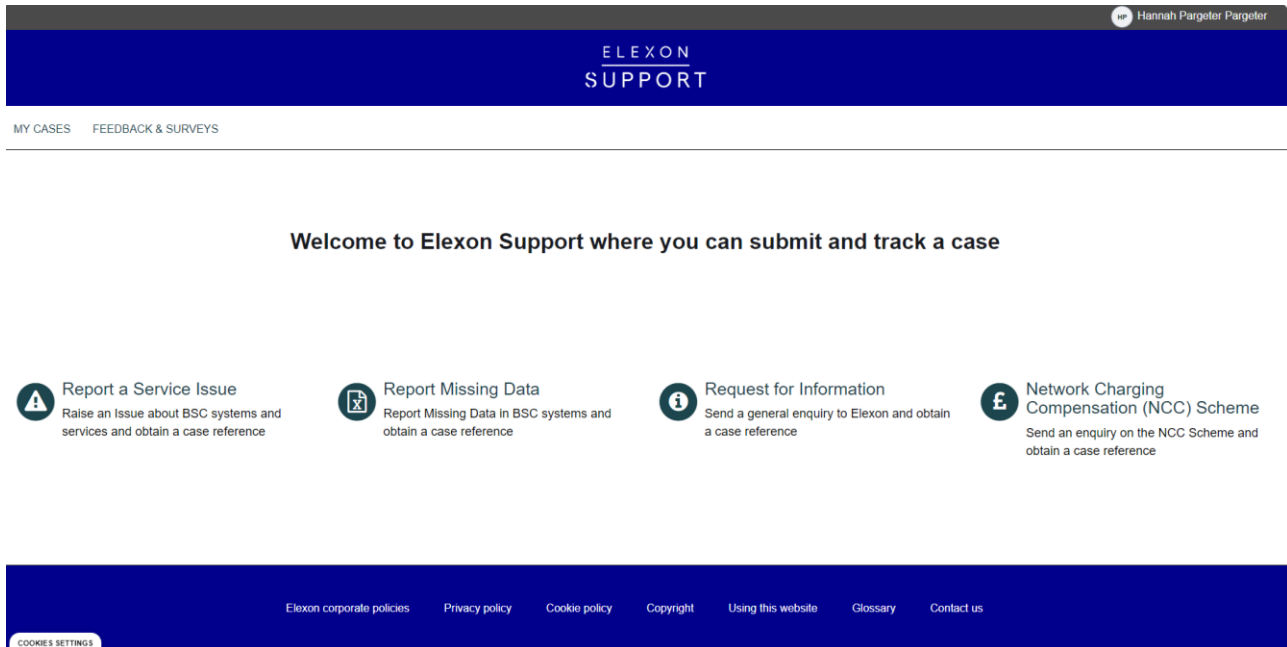 HP Hannah Pargeter Pargeter
ELEXON
SUPPORT
MY CASES FEEDBACK & SURVEYS
Welcome to Elexon Support where you can submit and track a case
Report a Service Issue
Raise an Issue about BSC systems and
services and obtain a case reference
Report Missing Data
Report Missing Data in BSC systems and
obtain a case reference
Request for Information
Send a general enquiry to Elexon and obtain
a case reference
£
Network Charging
Compensation (NCC) Scheme
Send an enquiry on the NCC Scheme and
obtain a case reference
Elexon corporate policies Privacy policy Cookie policy Copyright Using this website Glossary Contact us
COOKIES SETTINGS